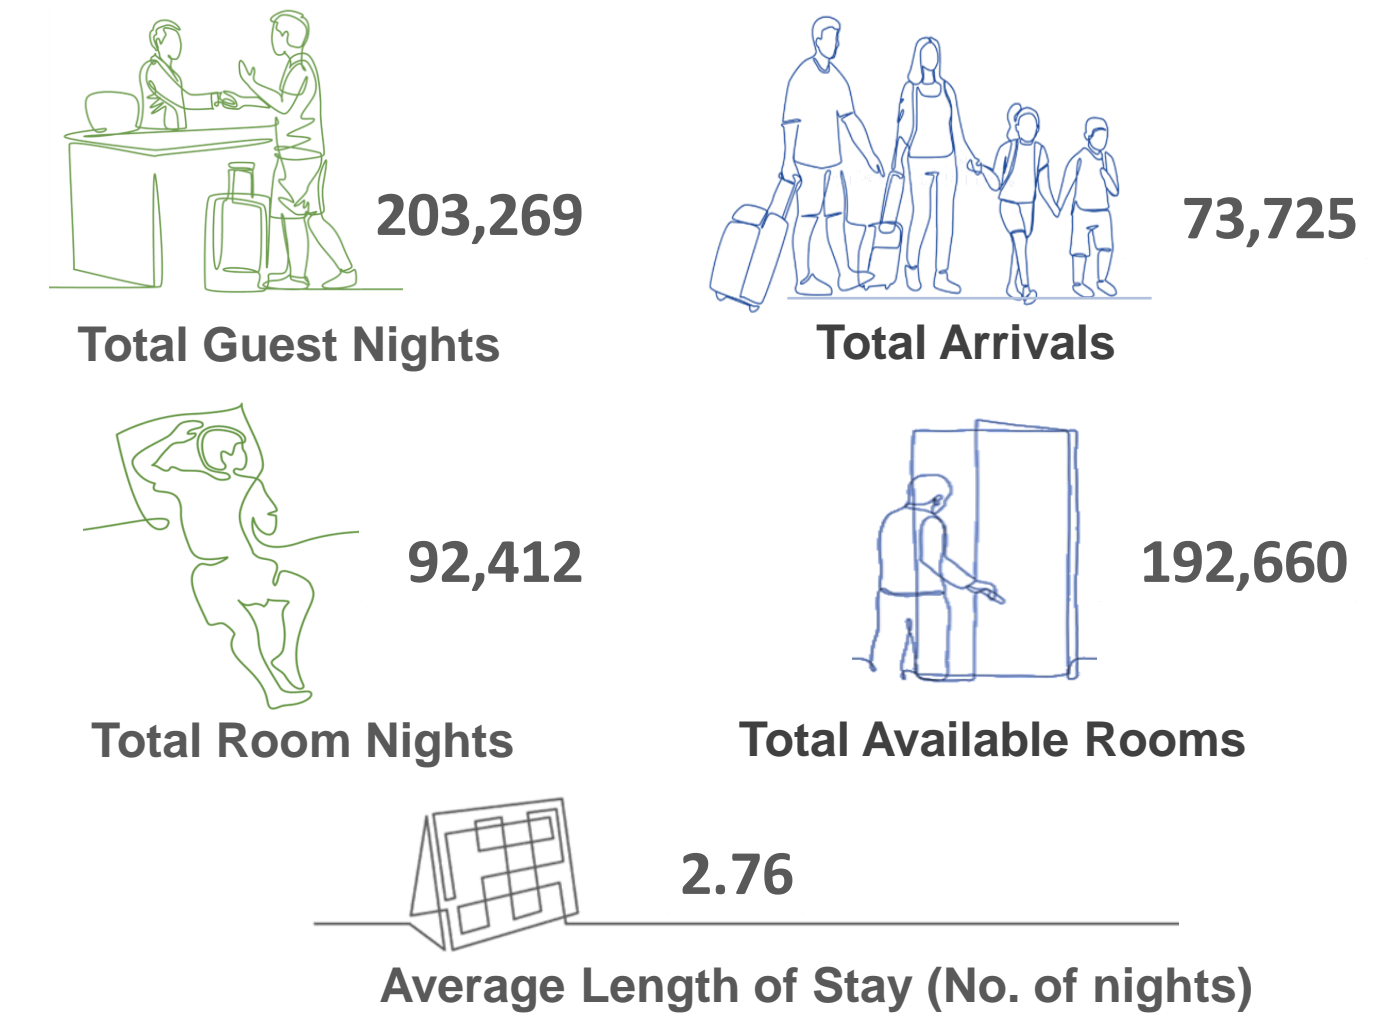 203,269
Total Guest Nights
73,725
Total Arrivals
92,412
Total Room Nights
192,660
Total Available Rooms
2.76
Average Length of Stay (No. of nights)